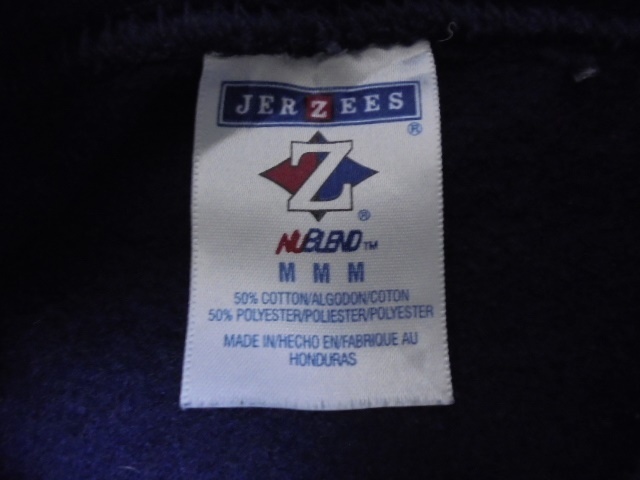 JERZEES
®
Z
®
NUBLEND™
M M M
50% COTTON/ALGODON/COTON
50% POLYESTER/POLIESTER/POLYESTER
MADE IN/HECHO EN/FABRIQUE AU
HONDURAS